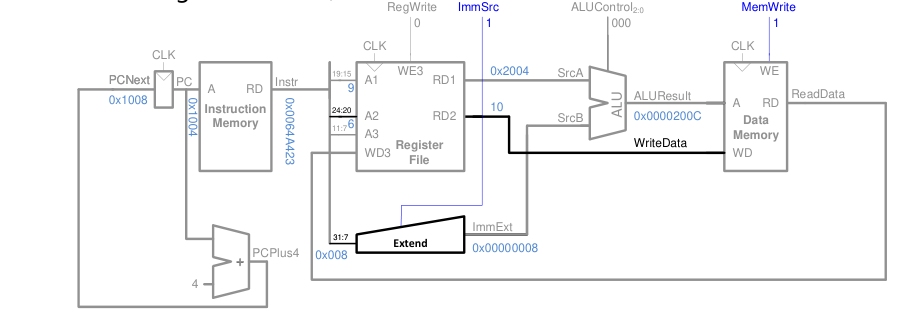 RegWrite ImmSrc ALUControl2:0 MemWrite
0 1 000 1
CLK CLK CLK
PCNext PC
0x1008
0x1004
A RD
Instruction
Memory
Instr
0x0064A423
19:15
9
24:20
6
11:7
A1 WE3 RD1
A2 RD2
A3
WD3
Register
File
0x2004
10
SrcA
SrcB
ALU
ALUResult
0x0000200C
WriteData
WE
A RD
Data
Memory
WD
ReadData
31:7
0x008
Extend
ImmExt
0x00000008
+
4
PCPlus4